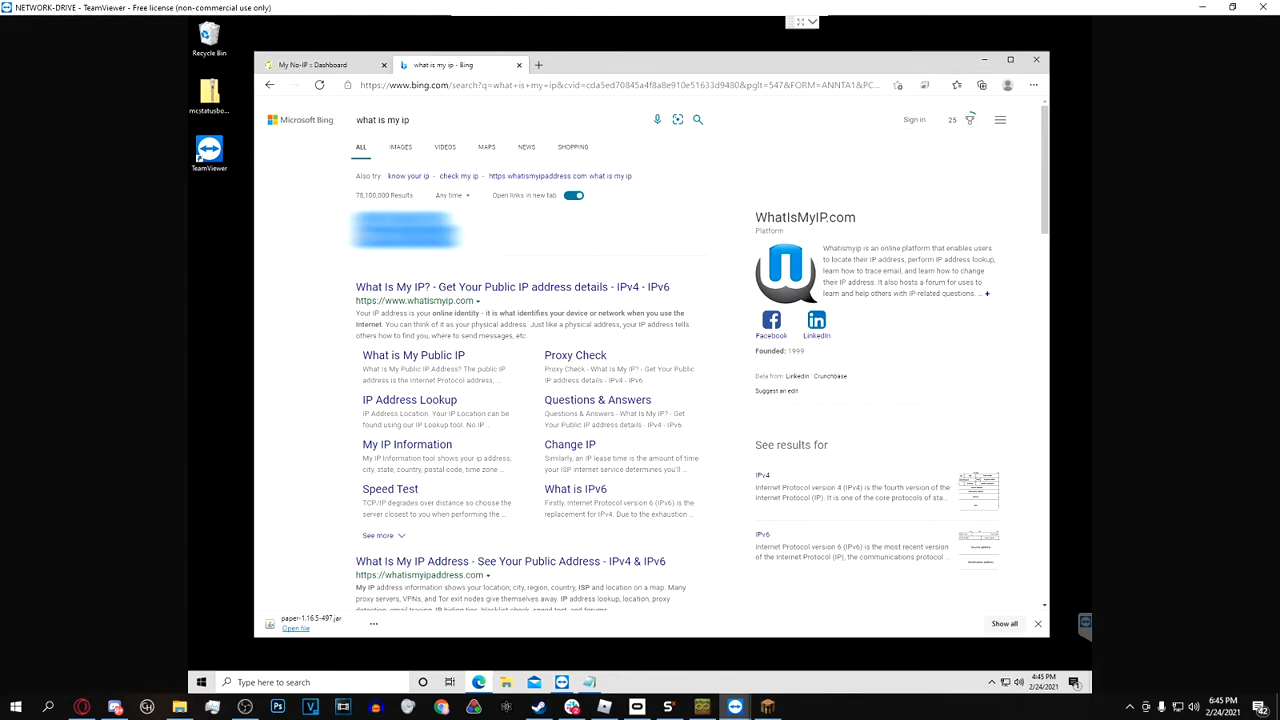 NETWORK-DRIVE - TeamViewer - Free license (non-commercial use only)
Recycle Bin
mcstatusbo...
TeamViewer
My No-IP :: Dashboard
what is my ip - Bing
https://www.bing.com/search?q=what+is+my+ip&cvid=cda5ed70845a4f8a8e910e51633d9480&pglt=547&FORM=ANNTA1&PC...
Microsoft Bing
what is my ip
Sign in
25
ALL
IMAGES
VIDEOS
MAPS
NEWS
SHOPPING
Also try: know your ip · check my ip · https whatismyipaddress.com what is my ip
78,100,000 Results
Any time
Open links in new tab
What Is My IP? - Get Your Public IP address details - IPv4 - IPv6
https://www.whatismyip.com
Your IP address is your online identity - it is what identifies your device or network when you use the
Internet. You can think of it as your physical address. Just like a physical address, your IP address tells
others how to find you, where to send messages, etc.
What is My Public IP
What Is My Public IP Address? The public IP
address is the Internet Protocol address, ...
Proxy Check
Proxy Check - What Is My IP? - Get Your
Public IP address details - IPv4 - IPv6
IP Address Lookup
IP Address Location. Your IP Location can be
found using our IP Lookup tool. No IP ...
Questions & Answers
Questions & Answers - What Is My IP? - Get
Your Public IP address details - IPv4 - IPv6
My IP Information
My IP Information tool shows your ip address,
city, state, country, postal code, time zone ...
Change IP
Similarly, an IP lease time is the amount of time
your ISP internet service determines you'll ...
Speed Test
TCP/IP degrades over distance so choose the
server closest to you when performing the ...
What is IPv6
Firstly, Internet Protocol version 6 (IPv6) is the
replacement for IPv4. Due to the exhaustion ...
See more
What Is My IP Address - See Your Public Address - IPv4 & IPv6
https://whatismyipaddress.com
My IP address information shows your location; city, region, country, ISP and location on a map. Many
proxy servers, VPNs, and Tor exit nodes give themselves away. IP address lookup, location, proxy
detection, email tracing, IP hiding tips, blacklist check, speed test, and forums.
WhatIsMyIP.com
Platform
Whatismyip is an online platform that enables users
to locate their IP address, perform IP address lookup,
learn how to trace email, and learn how to change
their IP address. It also hosts a forum for uses to
learn and help others with IP-related questions. ... +
Facebook
LinkedIn
Founded: 1999
Data from: LinkedIn Crunchbase
Suggest an edit
See results for
IPv4
Internet Protocol version 4 (IPv4) is the fourth version of the
Internet Protocol (IP). It is one of the core protocols of sta...
IPv6
Internet Protocol version 6 (IPv6) is the most recent version
of the Internet Protocol (IP), the communications protocol ...
paper-1.16.5-497.jar
Open file
Show all
Type here to search
4:45 PM
2/24/2021
6:45 PM
2/24/2021